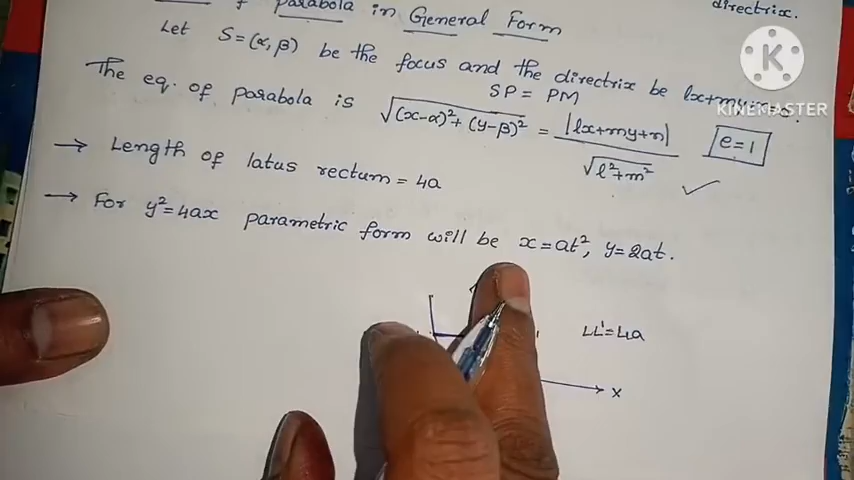 of parabola in General Form
directrix.
Let S=(α,β) be the focus and the directrix be lx+my+n=0.
SP = PM
The eq. of parabola is √(x-α)²+(y-β)² = |lx+my+n| / √l²+m² e=1
→ Length of latus rectum = 4a
→ For y²=4ax parametric form will be x=at², y=2at.
LL'=4a
x
KINEMASTER